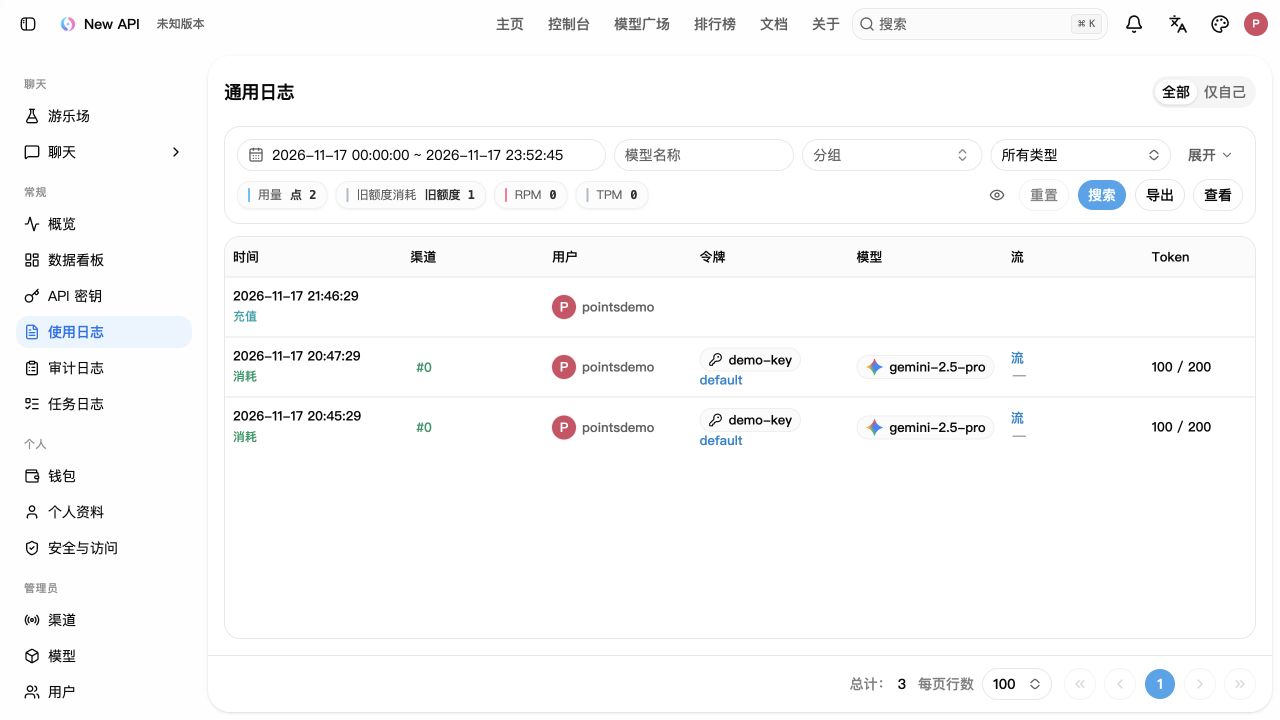 New API 未知版本 主页 控制台 模型广场 排行榜 文档 关于 搜索 ⌘ K P
聊天
游乐场
聊天
常规
概览
数据看板
API 密钥
使用日志
审计日志
任务日志
个人
钱包
个人资料
安全与访问
管理员
渠道
模型
用户
通用日志 全部 仅自己
2026-11-17 00:00:00 ~ 2026-11-17 23:52:45 模型名称 分组 所有类型 展开
用量 点 2 旧额度消耗 旧额度 1 RPM 0 TPM 0 重置 搜索 导出 查看
时间 渠道 用户 令牌 模型 流 Token
2026-11-17 21:46:29
充值 P pointsdemo
2026-11-17 20:47:29
消耗 #0 P pointsdemo demo-key default gemini-2.5-pro 流 — 100 / 200
2026-11-17 20:45:29
消耗 #0 P pointsdemo demo-key default gemini-2.5-pro 流 — 100 / 200
总计： 3 每页行数 100 « ‹ 1 › »